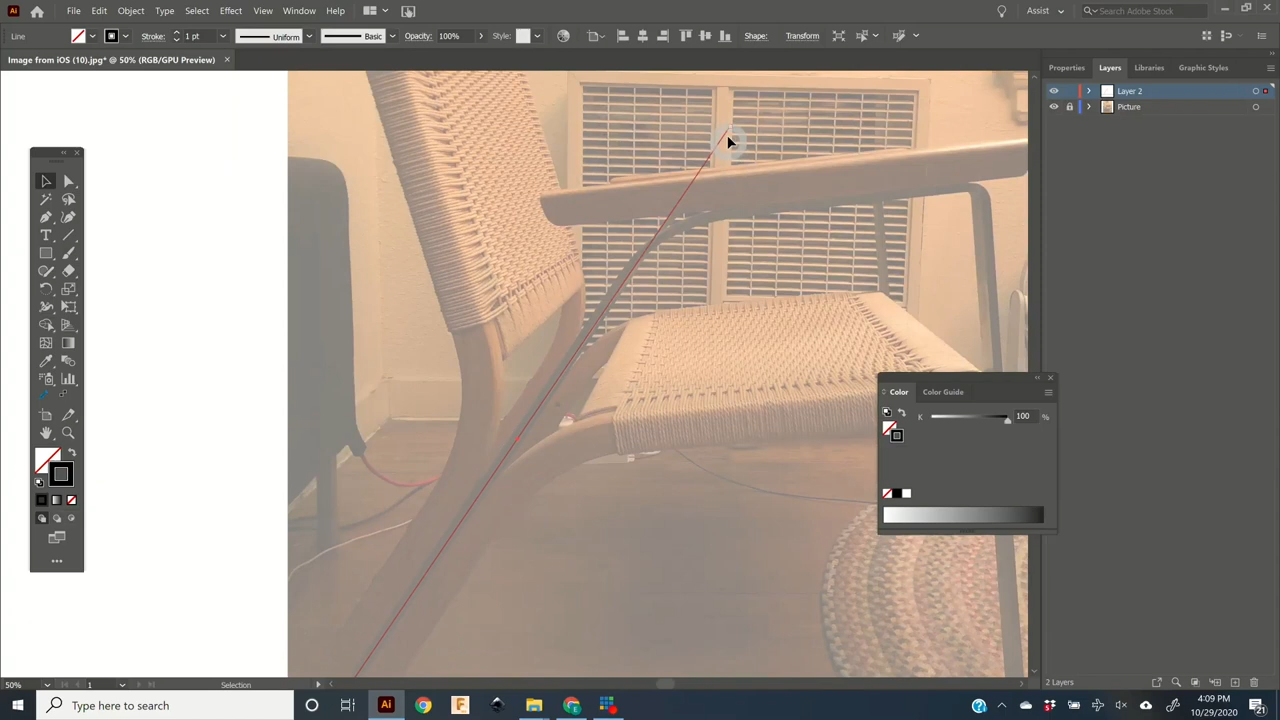 Ai File Edit Object Type Select Effect View Window Help Assist Search Adobe Stock
Line Stroke: 1 pt Uniform Basic Opacity: 100% Style: Shape: Transform
Image from iOS (10).jpg* @ 50% (RGB/GPU Preview) ×
Properties Layers Libraries Graphic Styles
Layer 2
Picture
Color Color Guide
K 100 %
T
2 Layers
50% 1 Selection
Type here to search
Ai
F
E
4:09 PM
10/29/2020
21